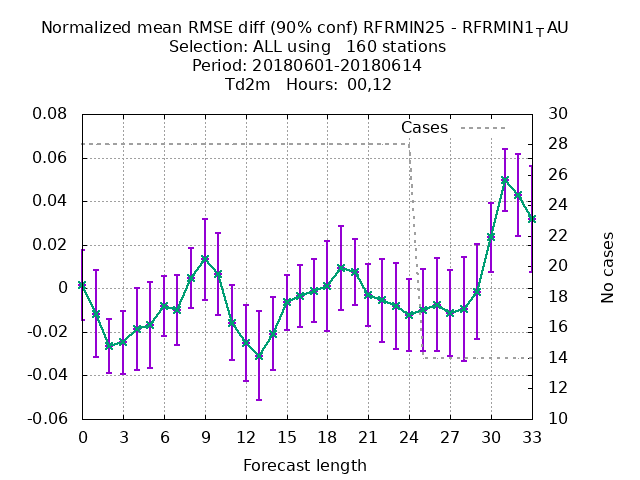 Normalized mean RMSE diff (90% conf) RFRMIN25 - RFRMIN1_TAU
Selection: ALL using   160 stations
Period: 20180601-20180614
Td2m   Hours:  00,12
Cases
0.08
0.06
0.04
0.02
0
-0.02
-0.04
-0.06
30
28
26
24
22
20
18
16
14
12
10
No cases
0 3 6 9 12 15 18 21 24 27 30 33
Forecast length